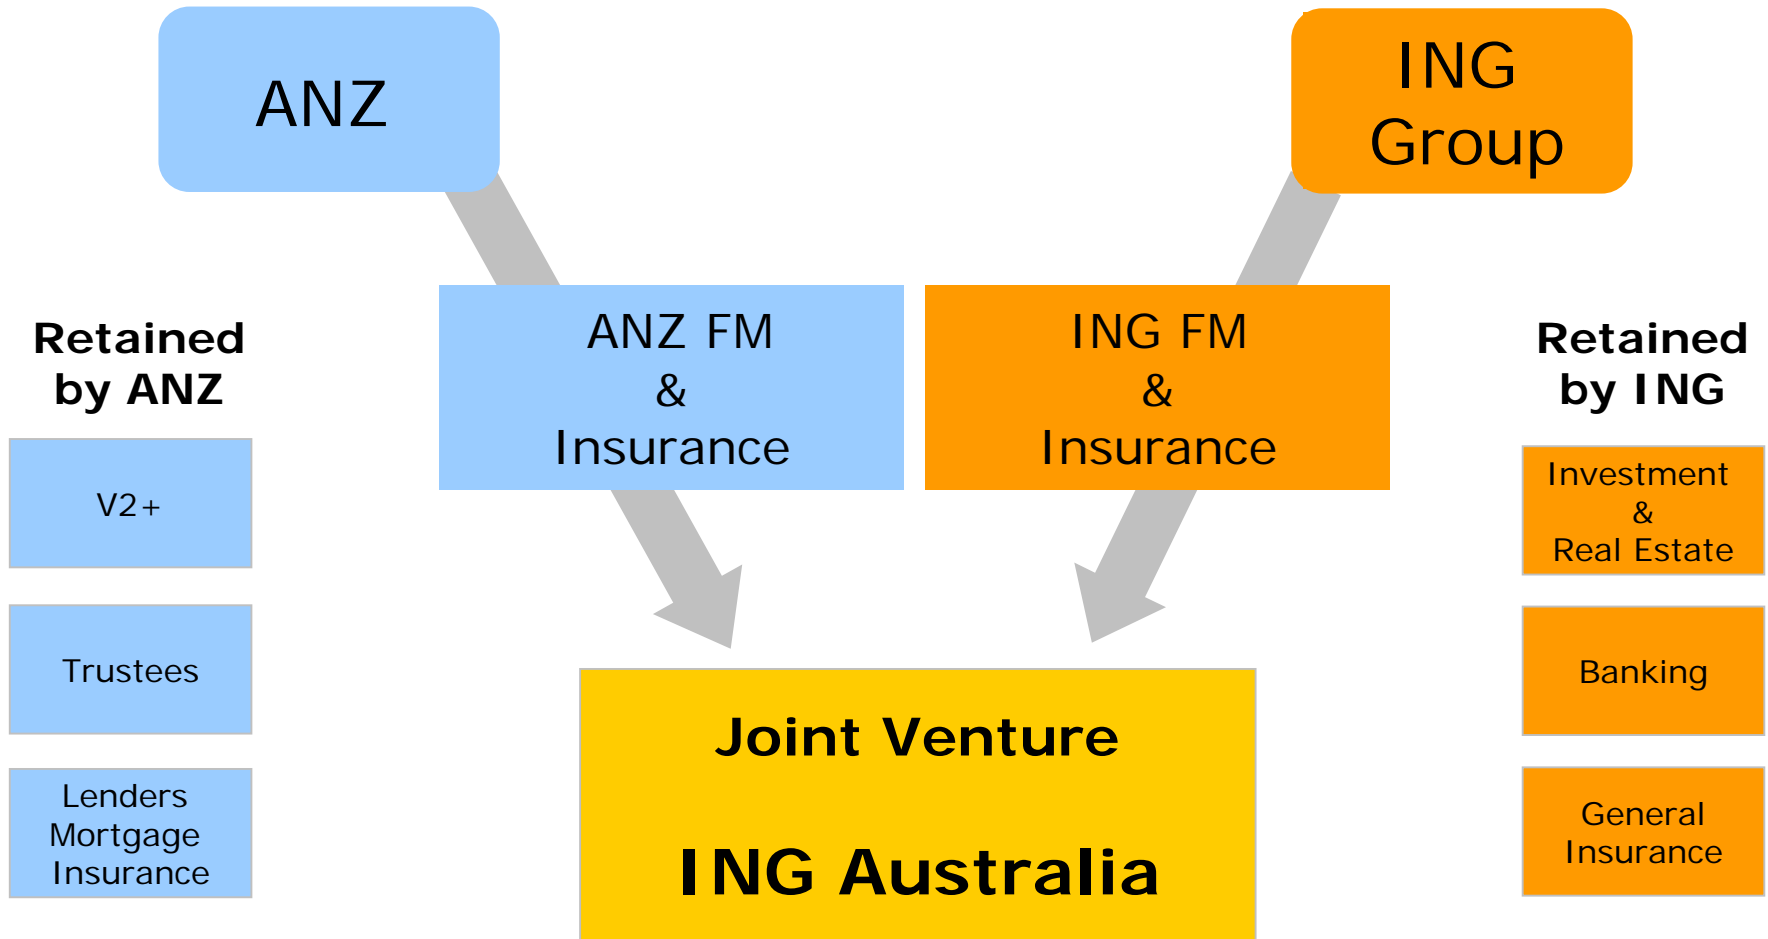 ANZ
ING
Group
Retained
by ANZ
ANZ FM
&
Insurance
ING FM
&
Insurance
Retained
by ING
V2+
Trustees
Lenders
Mortgage
Insurance
Investment
&
Real Estate
Banking
General
Insurance
Joint Venture
ING Australia